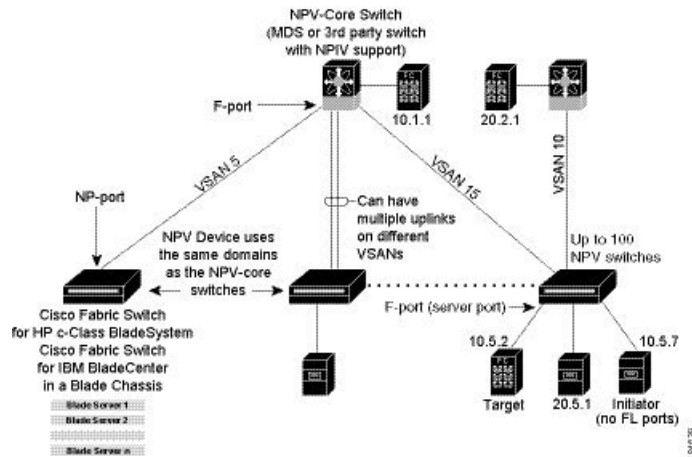 NPV-Core Switch
(MDS or 3rd party switch
with NPIV support)
F-port
FC
FC
10.1.1
20.2.1
VSAN 5
VSAN 15
VSAN 10
NP-port
Can have
multiple uplinks
on different
VSANs
NPV Device uses
the same domains
as the NPV-core
switches
Up to 100
NPV switches
F-port (server port)
Cisco Fabric Switch
for HP c-Class BladeSystem
Cisco Fabric Switch
for IBM BladeCenter
in a Blade Chassis
10.5.2
10.5.7
FC
Target
20.5.1
Initiator
(no FL ports)
Blade Server 1
Blade Server 2
Blade Server n